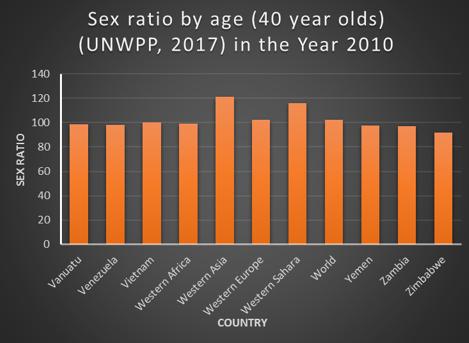 Sex ratio by age (40 year olds)
(UNWPP, 2017) in the Year 2010
140
120
100
80
60
40
20
0
SEX RATIO
Vanuatu
Venezuela
Vietnam
Western Africa
Western Asia
Western Europe
Western Sahara
World
Yemen
Zambia
Zimbabwe
COUNTRY